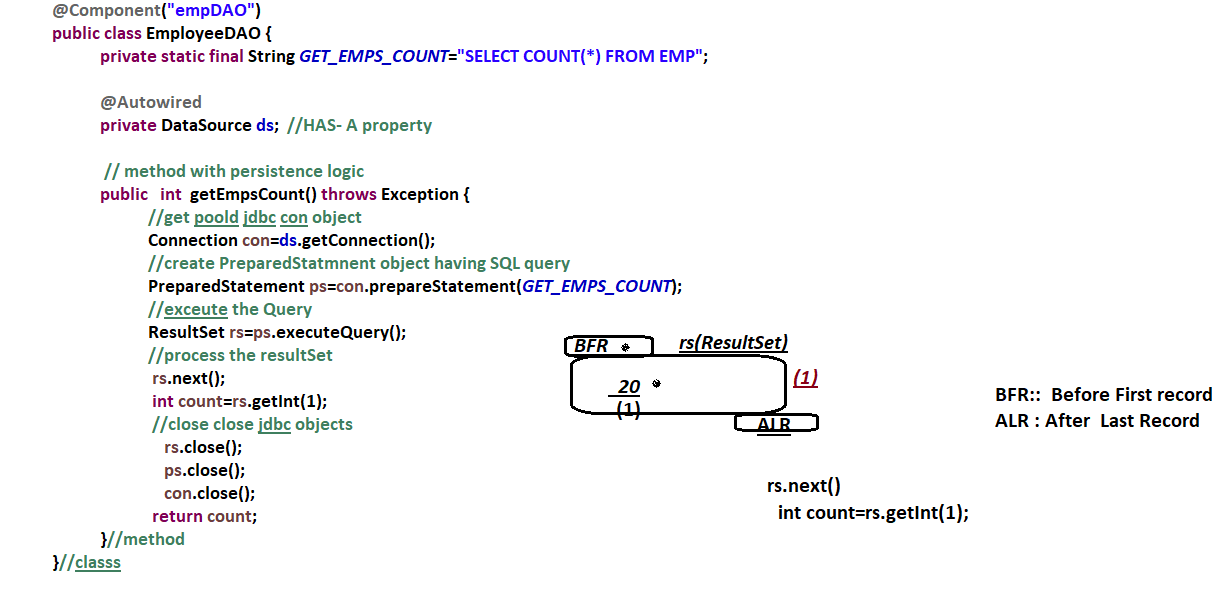 @Component("empDAO")
public class EmployeeDAO {
private static final String GET_EMPS_COUNT="SELECT COUNT(*) FROM EMP";
@Autowired
private DataSource ds; //HAS- A property
// method with persistence logic
public int getEmpsCount() throws Exception {
//get poold jdbc con object
Connection con=ds.getConnection();
//create PreparedStatmnent object having SQL query
PreparedStatement ps=con.prepareStatement(GET_EMPS_COUNT);
//exceute the Query
ResultSet rs=ps.executeQuery();
//process the resultSet
rs.next();
int count=rs.getInt(1);
//close close jdbc objects
rs.close();
ps.close();
con.close();
return count;
}//method
}//classs
BFR
rs(ResultSet)
20
(1)
(1)
ALR
rs.next()
int count=rs.getInt(1);
BFR:: Before First record
ALR : After Last Record